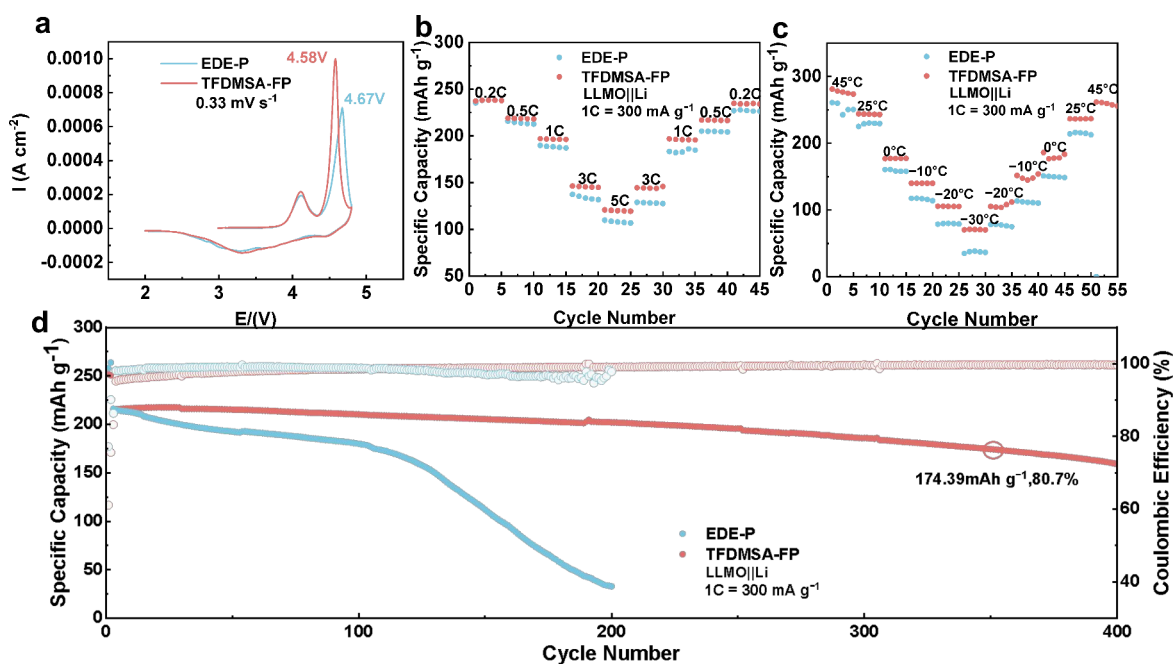 a
I (A cm⁻²)
0.0010
0.0008
0.0006
0.0004
0.0002
0.0000
-0.0002
EDE-P
TFDMSA-FP
0.33 mV s⁻¹
4.58V
4.67V
2 3 4 5
E/(V)
b
Specific Capacity (mAh g⁻¹)
300
250
200
150
100
50
EDE-P
TFDMSA-FP
LLMO||Li
1C = 300 mA g⁻¹
0.2C
0.5C
1C
3C
5C
3C
1C
0.5C
0.2C
0 5 10 15 20 25 30 35 40 45
Cycle Number
c
Specific Capacity (mAh g⁻¹)
300
200
100
0
EDE-P
TFDMSA-FP
LLMO||Li
1C = 300 mA g⁻¹
45°C
25°C
0°C
−10°C
−20°C
−30°C
−20°C
−10°C
0°C
25°C
45°C
0 5 10 15 20 25 30 35 40 45 50 55
Cycle Number
d
Specific Capacity (mAh g⁻¹)
300
250
200
150
100
50
0
174.39mAh g⁻¹,80.7%
EDE-P
TFDMSA-FP
LLMO||Li
1C = 300 mA g⁻¹
100
80
60
40
Coulombic Efficiency (%)
0 100 200 300 400
Cycle Number